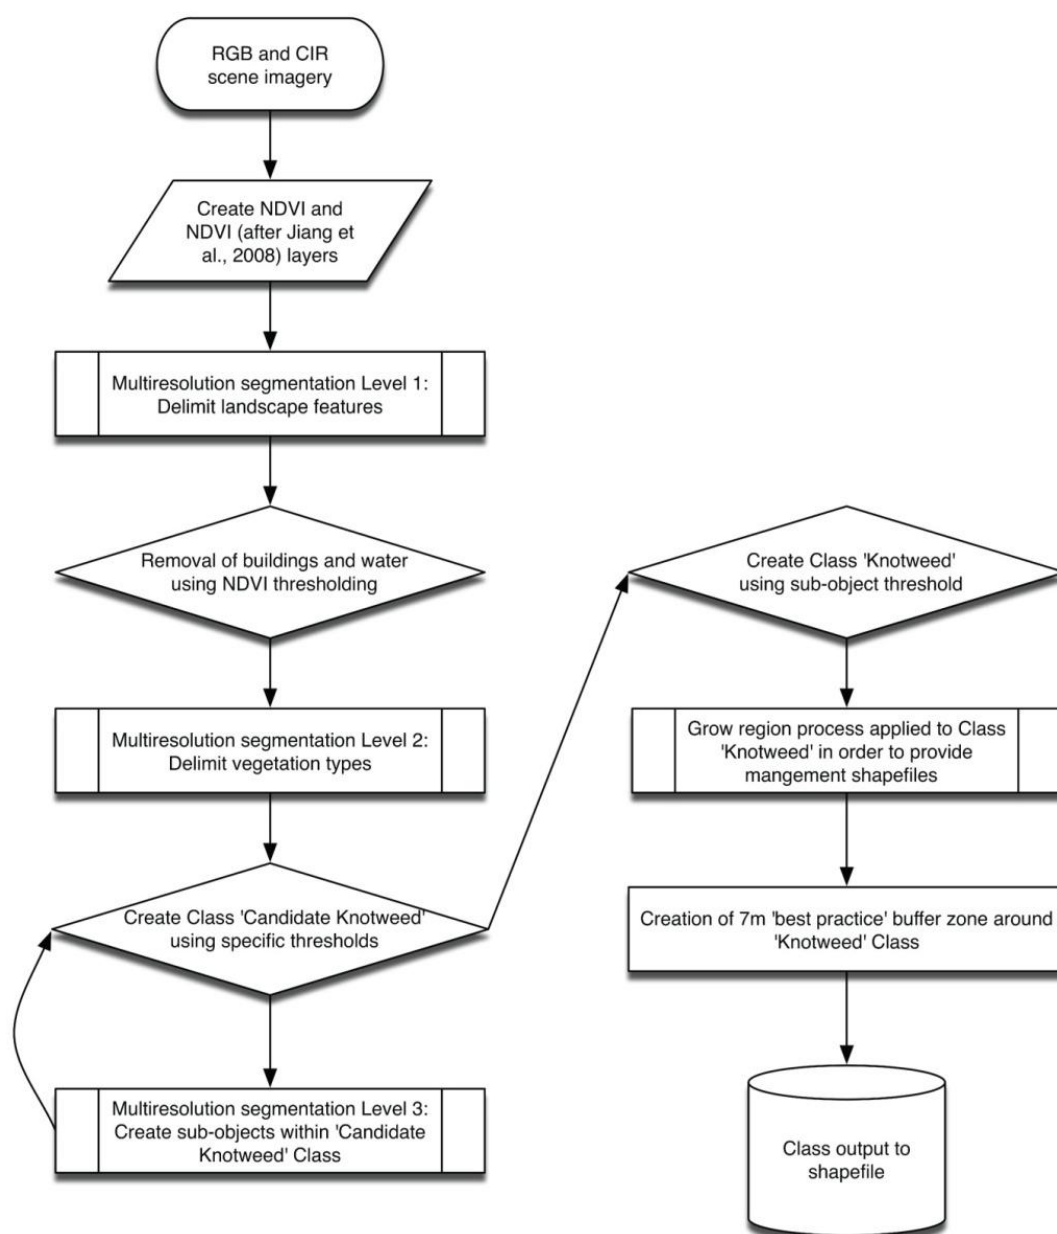 RGB and CIR
scene imagery
Create NDVI and
NDVI (after Jiang et
al., 2008) layers
Multiresolution segmentation Level 1:
Delimit landscape features
Removal of buildings and water
using NDVI thresholding
Multiresolution segmentation Level 2:
Delimit vegetation types
Create Class 'Candidate Knotweed'
using specific thresholds
Multiresolution segmentation Level 3:
Create sub-objects within 'Candidate
Knotweed' Class
Create Class 'Knotweed'
using sub-object threshold
Grow region process applied to Class
'Knotweed' in order to provide
mangement shapefiles
Creation of 7m 'best practice' buffer zone around
'Knotweed' Class
Class output to
shapefile